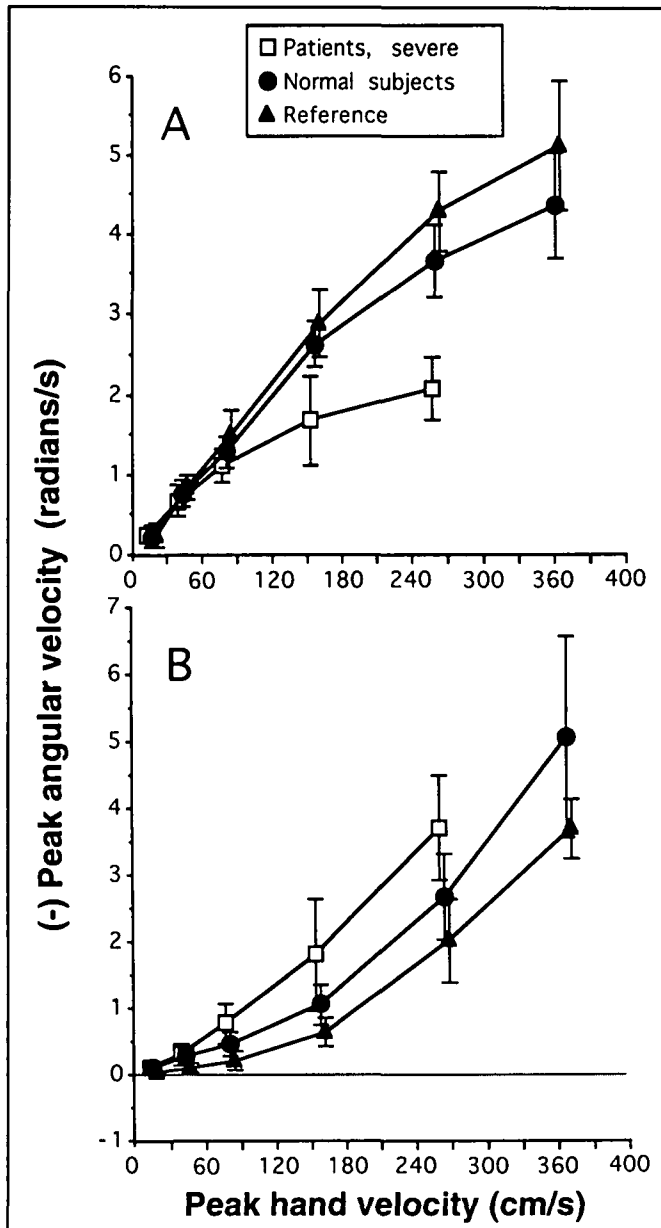 Patients, severe
Normal subjects
Reference
A
6
5
4
3
2
1
0
0 60 120 180 240 300 360 400
B
7
6
5
4
3
2
1
0
-1
0 60 120 180 240 300 360 400
(-) Peak angular velocity (radians/s)
Peak hand velocity (cm/s)